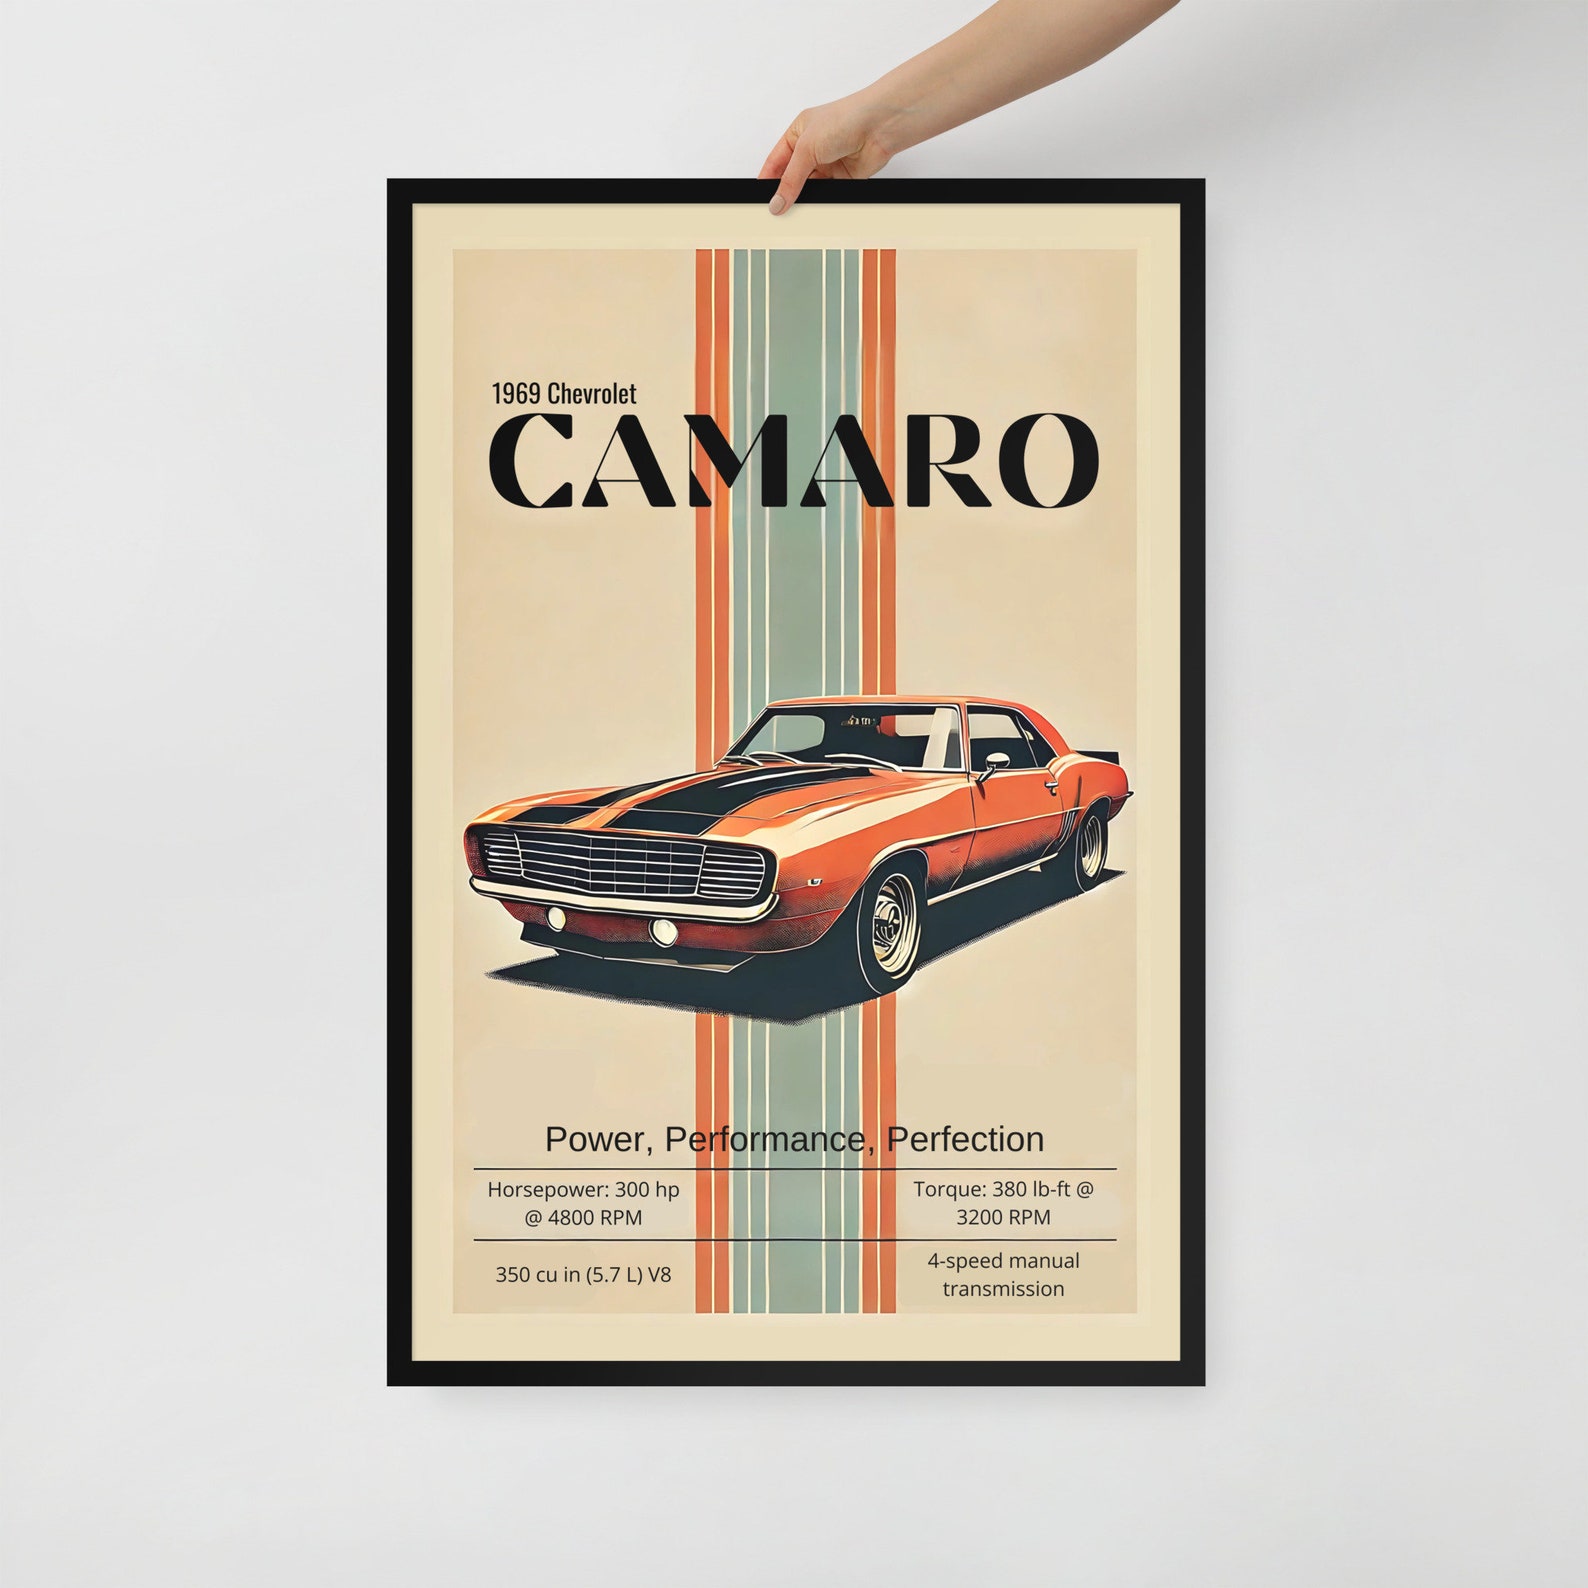 1969 Chevrolet
CAMARO
Power, Performance, Perfection
Horsepower: 300 hp
@ 4800 RPM
Torque: 380 lb-ft @
3200 RPM
350 cu in (5.7 L) V8
4-speed manual
transmission